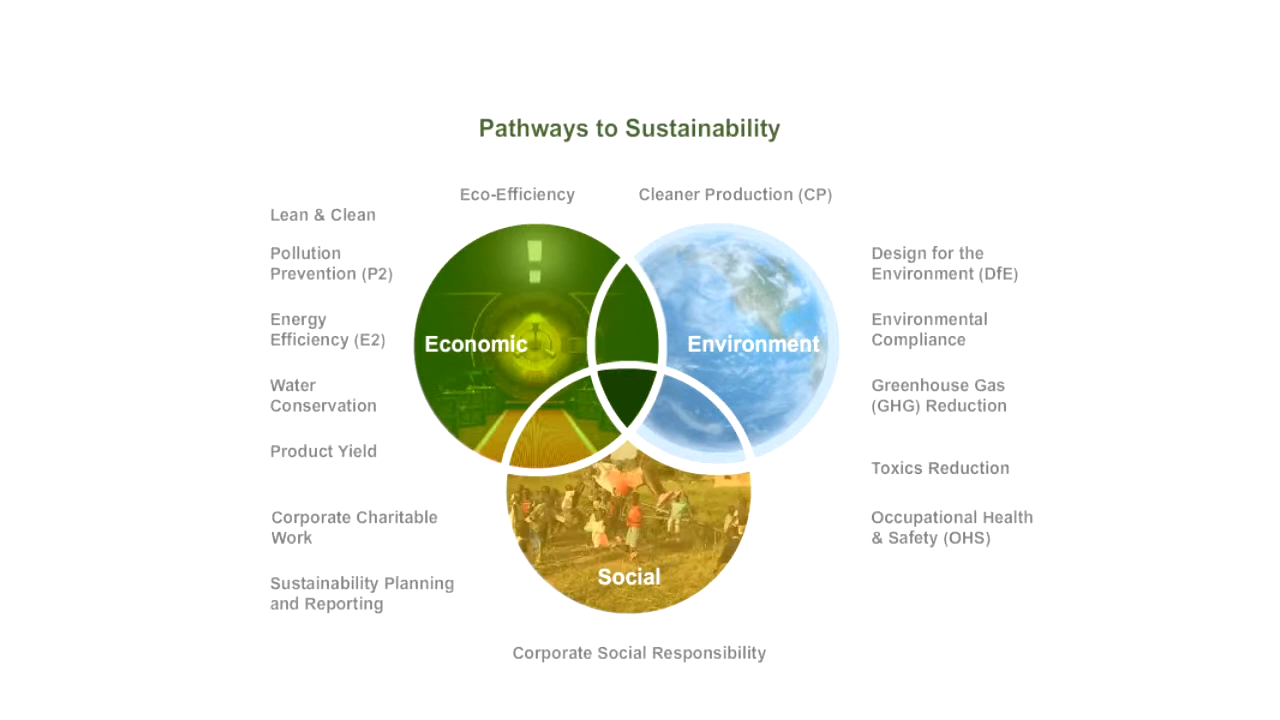 Pathways to Sustainability
Eco-Efficiency
Cleaner Production (CP)
Lean & Clean
Pollution
Prevention (P2)
Energy
Efficiency (E2)
Water
Conservation
Product Yield
Corporate Charitable
Work
Sustainability Planning
and Reporting
Economic
Environment
Social
Design for the
Environment (DfE)
Environmental
Compliance
Greenhouse Gas
(GHG) Reduction
Toxics Reduction
Occupational Health
& Safety (OHS)
Corporate Social Responsibility